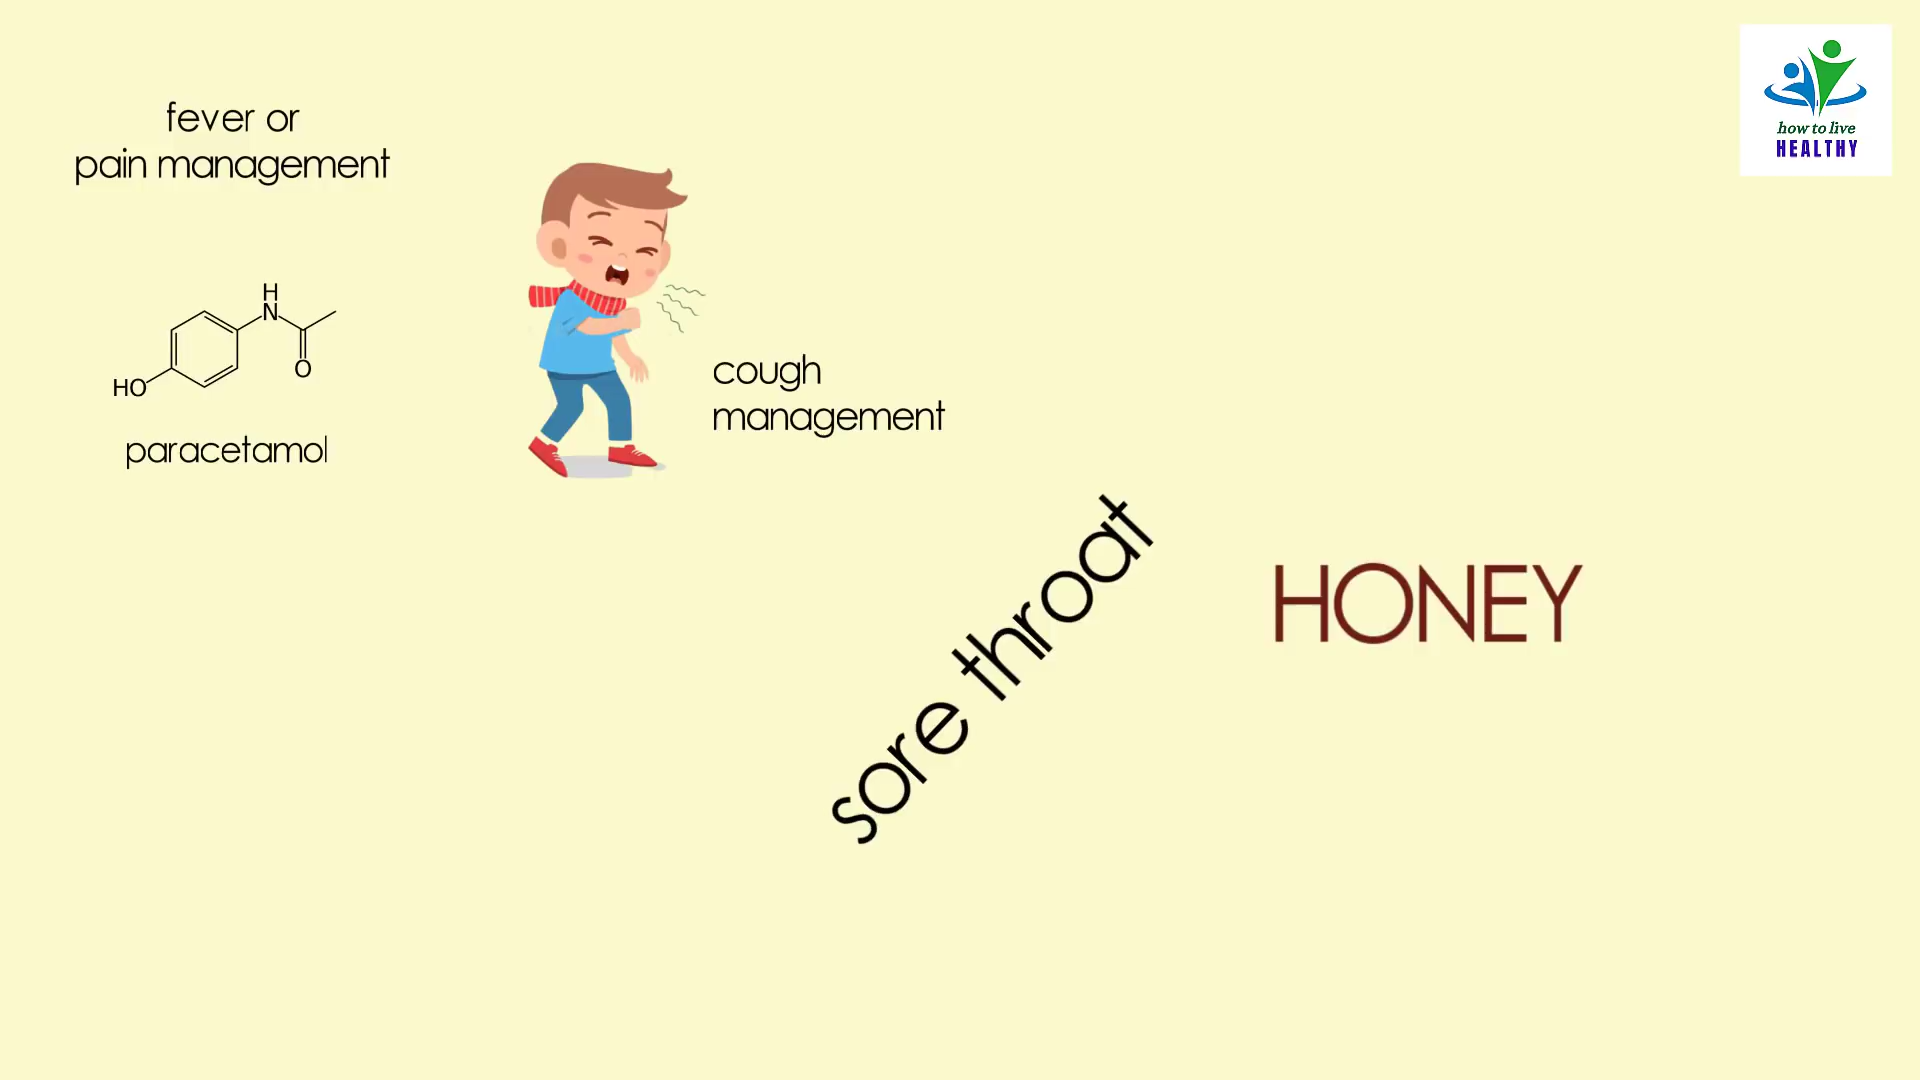 fever or
pain management
H
N
O
HO
paracetamol
cough
management
sore throat
HONEY
how to live
HEALTHY